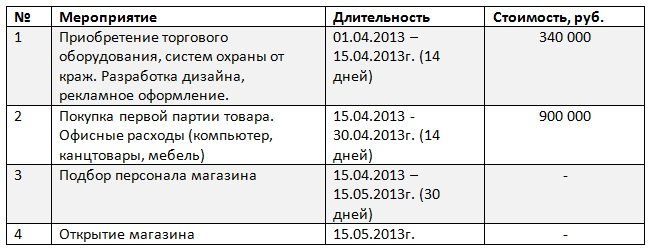 № Мероприятие Длительность Стоимость, руб.
1 Приобретение торгового 01.04.2013 – 340 000
оборудования, систем охраны от 15.04.2013г. (14
краж. Разработка дизайна, дней)
рекламное оформление.
2 Покупка первой партии товара. 15.04.2013 - 900 000
Офисные расходы (компьютер, 30.04.2013г. (14
канцтовары, мебель) дней)
3 Подбор персонала магазина 15.04.2013 – -
15.05.2013г. (30
дней)
4 Открытие магазина 15.05.2013г. -